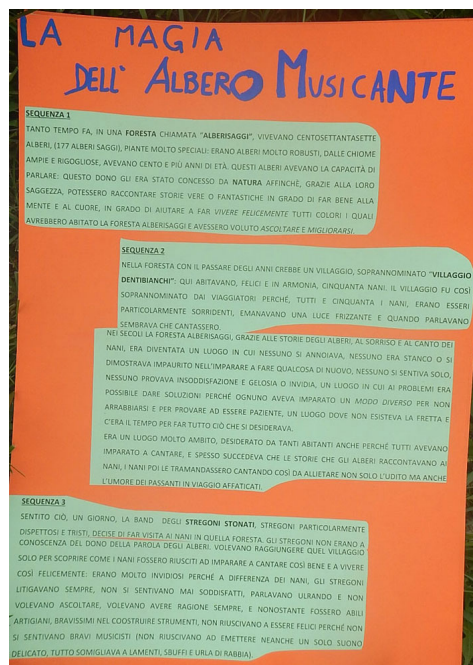 LA MAGIA
DELL' ALBERO MUSICANTE
SEQUENZA 1
TANTO TEMPO FA, IN UNA FORESTA CHIAMATA "ALBERISAGGI", VIVEVANO CENTOSETTANTASETTE
ALBERI, (177 ALBERI SAGGI), PIANTE MOLTO SPECIALI: ERANO ALBERI MOLTO ROBUSTI, DALLE CHIOME
AMPIE E RIGOGLIOSE, AVEVANO CENTO E PIÙ ANNI DI ETÀ. QUESTI ALBERI AVEVANO LA CAPACITÀ DI
PARLARE: QUESTO DONO GLI ERA STATO CONCESSO DA NATURA AFFINCHÈ, GRAZIE ALLA LORO
SAGGEZZA, POTESSERO RACCONTARE STORIE VERE O FANTASTICHE IN GRADO DI FAR BENE ALLA
MENTE E AL CUORE, IN GRADO DI AIUTARE A FAR VIVERE FELICEMENTE TUTTI COLORI I QUALI
AVREBBERO ABITATO LA FORESTA ALBERISAGGI E AVESSERO VOLUTO ASCOLTARE E MIGLIORARSI.
SEQUENZA 2
NELLA FORESTA CON IL PASSARE DEGLI ANNI CREBBE UN VILLAGGIO, SOPRANNOMINATO "VILLAGGIO
DENTIBIANCHI": QUI ABITAVANO, FELICI E IN ARMONIA, CINQUANTA NANI. IL VILLAGGIO FU COSÌ
SOPRANNOMINATO DAI VIAGGIATORI PERCHÉ, TUTTI E CINQUANTA I NANI, ERANO ESSERI
PARTICOLARMENTE SORRIDENTI, EMANAVANO UNA LUCE FRIZZANTE E QUANDO PARLAVANO
SEMBRAVA CHE CANTASSERO.
NEI SECOLI LA FORESTA ALBERISAGGI, GRAZIE ALLE STORIE DEGLI ALBERI, AL SORRISO E AL CANTO DEI
NANI, ERA DIVENTATA UN LUOGO IN CUI NESSUNO SI ANNOIAVA, NESSUNO ERA STANCO O SI
DIMOSTRAVA IMPAURITO NELL'IMPARARE A FARE QUALCOSA DI NUOVO, NESSUNO SI SENTIVA SOLO,
NESSUNO PROVAVA INSODDISFAZIONE E GELOSIA O INVIDIA, UN LUOGO IN CUI AI PROBLEMI ERA
POSSIBILE DARE SOLUZIONI PERCHÉ OGNUNO AVEVA IMPARATO UN MODO DIVERSO PER NON
ARRABBIARSI E PER PROVARE AD ESSERE PAZIENTE, UN LUOGO DOVE NON ESISTEVA LA FRETTA E
C'ERA IL TEMPO PER FAR TUTTO CIÒ CHE SI DESIDERAVA.
ERA UN LUOGO MOLTO AMBITO, DESIDERATO DA TANTI ABITANTI ANCHE PERCHÉ TUTTI AVEVANO
IMPARATO A CANTARE, E SPESSO SUCCEDEVA CHE LE STORIE CHE GLI ALBERI RACCONTAVANO AI
NANI, I NANI POI LE TRAMANDASSERO CANTANDO COSÌ DA ALLIETARE NON SOLO L'UDITO MA ANCHE
L'UMORE DEI PASSANTI IN VIAGGIO AFFATICATI.
SEQUENZA 3
SENTITO CIÒ, UN GIORNO, LA BAND DEGLI STREGONI STONATI, STREGONI PARTICOLARMENTE
DISPETTOSI E TRISTI, DECISE DI FAR VISITA AI NANI IN QUELLA FORESTA. GLI STREGONI NON ERANO A
CONOSCENZA DEL DONO DELLA PAROLA DEGLI ALBERI. VOLEVANO RAGGIUNGERE QUEL VILLAGGIO
SOLO PER SCOPRIRE COME I NANI FOSSERO RIUSCITI AD IMPARARE A CANTARE COSÌ BENE E A VIVERE
COSÌ FELICEMENTE: ERANO MOLTO INVIDIOSI PERCHÉ A DIFFERENZA DEI NANI, GLI STREGONI
LITIGAVANO SEMPRE, NON SI SENTIVANO MAI SODDISFATTI, PARLAVANO ULRANDO E NON
VOLEVANO ASCOLTARE, VOLEVANO AVERE RAGIONE SEMPRE, E NONOSTANTE FOSSERO ABILI
ARTIGIANI, BRAVISSIMI NEL COOSTRUIRE STRUMENTI, NON RIUSCIVANO A ESSERE FELICI PERCHÉ NON
SI SENTIVANO BRAVI MUSICISTI (NON RIUSCIVANO AD EMETTERE NEANCHE UN SOLO SUONO
DELICATO, TUTTO SOMIGLIAVA A LAMENTI, SBUFFI E URLA DI RABBIA).